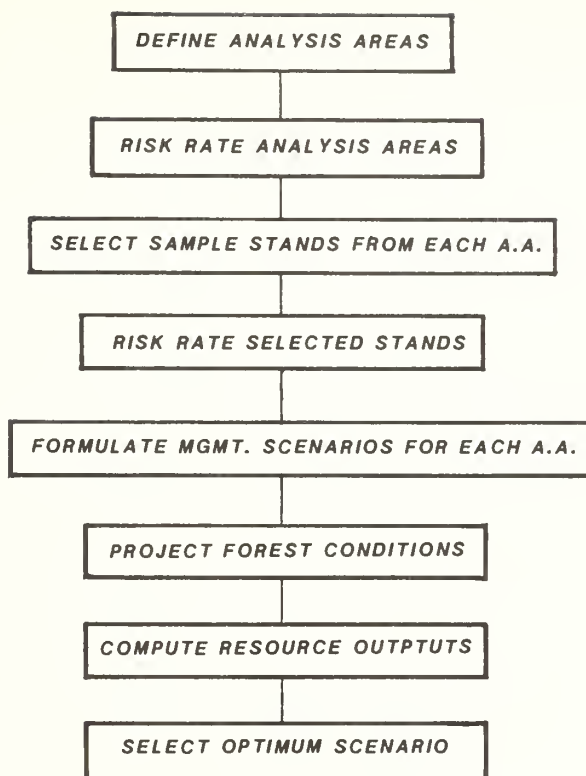 DEFINE ANALYSIS AREAS
RISK RATE ANALYSIS AREAS
SELECT SAMPLE STANDS FROM EACH A.A.
RISK RATE SELECTED STANDS
FORMULATE MGMT. SCENARIOS FOR EACH A.A.
PROJECT FOREST CONDITIONS
COMPUTE RESOURCE OUTPTUTS
SELECT OPTIMUM SCENARIO